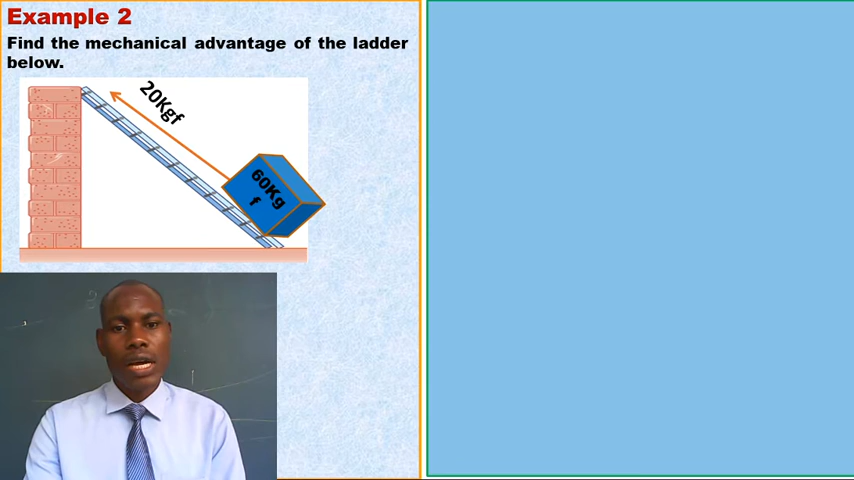 Example 2
Find the mechanical advantage of the ladder
below.
20Kgf
60Kg
f